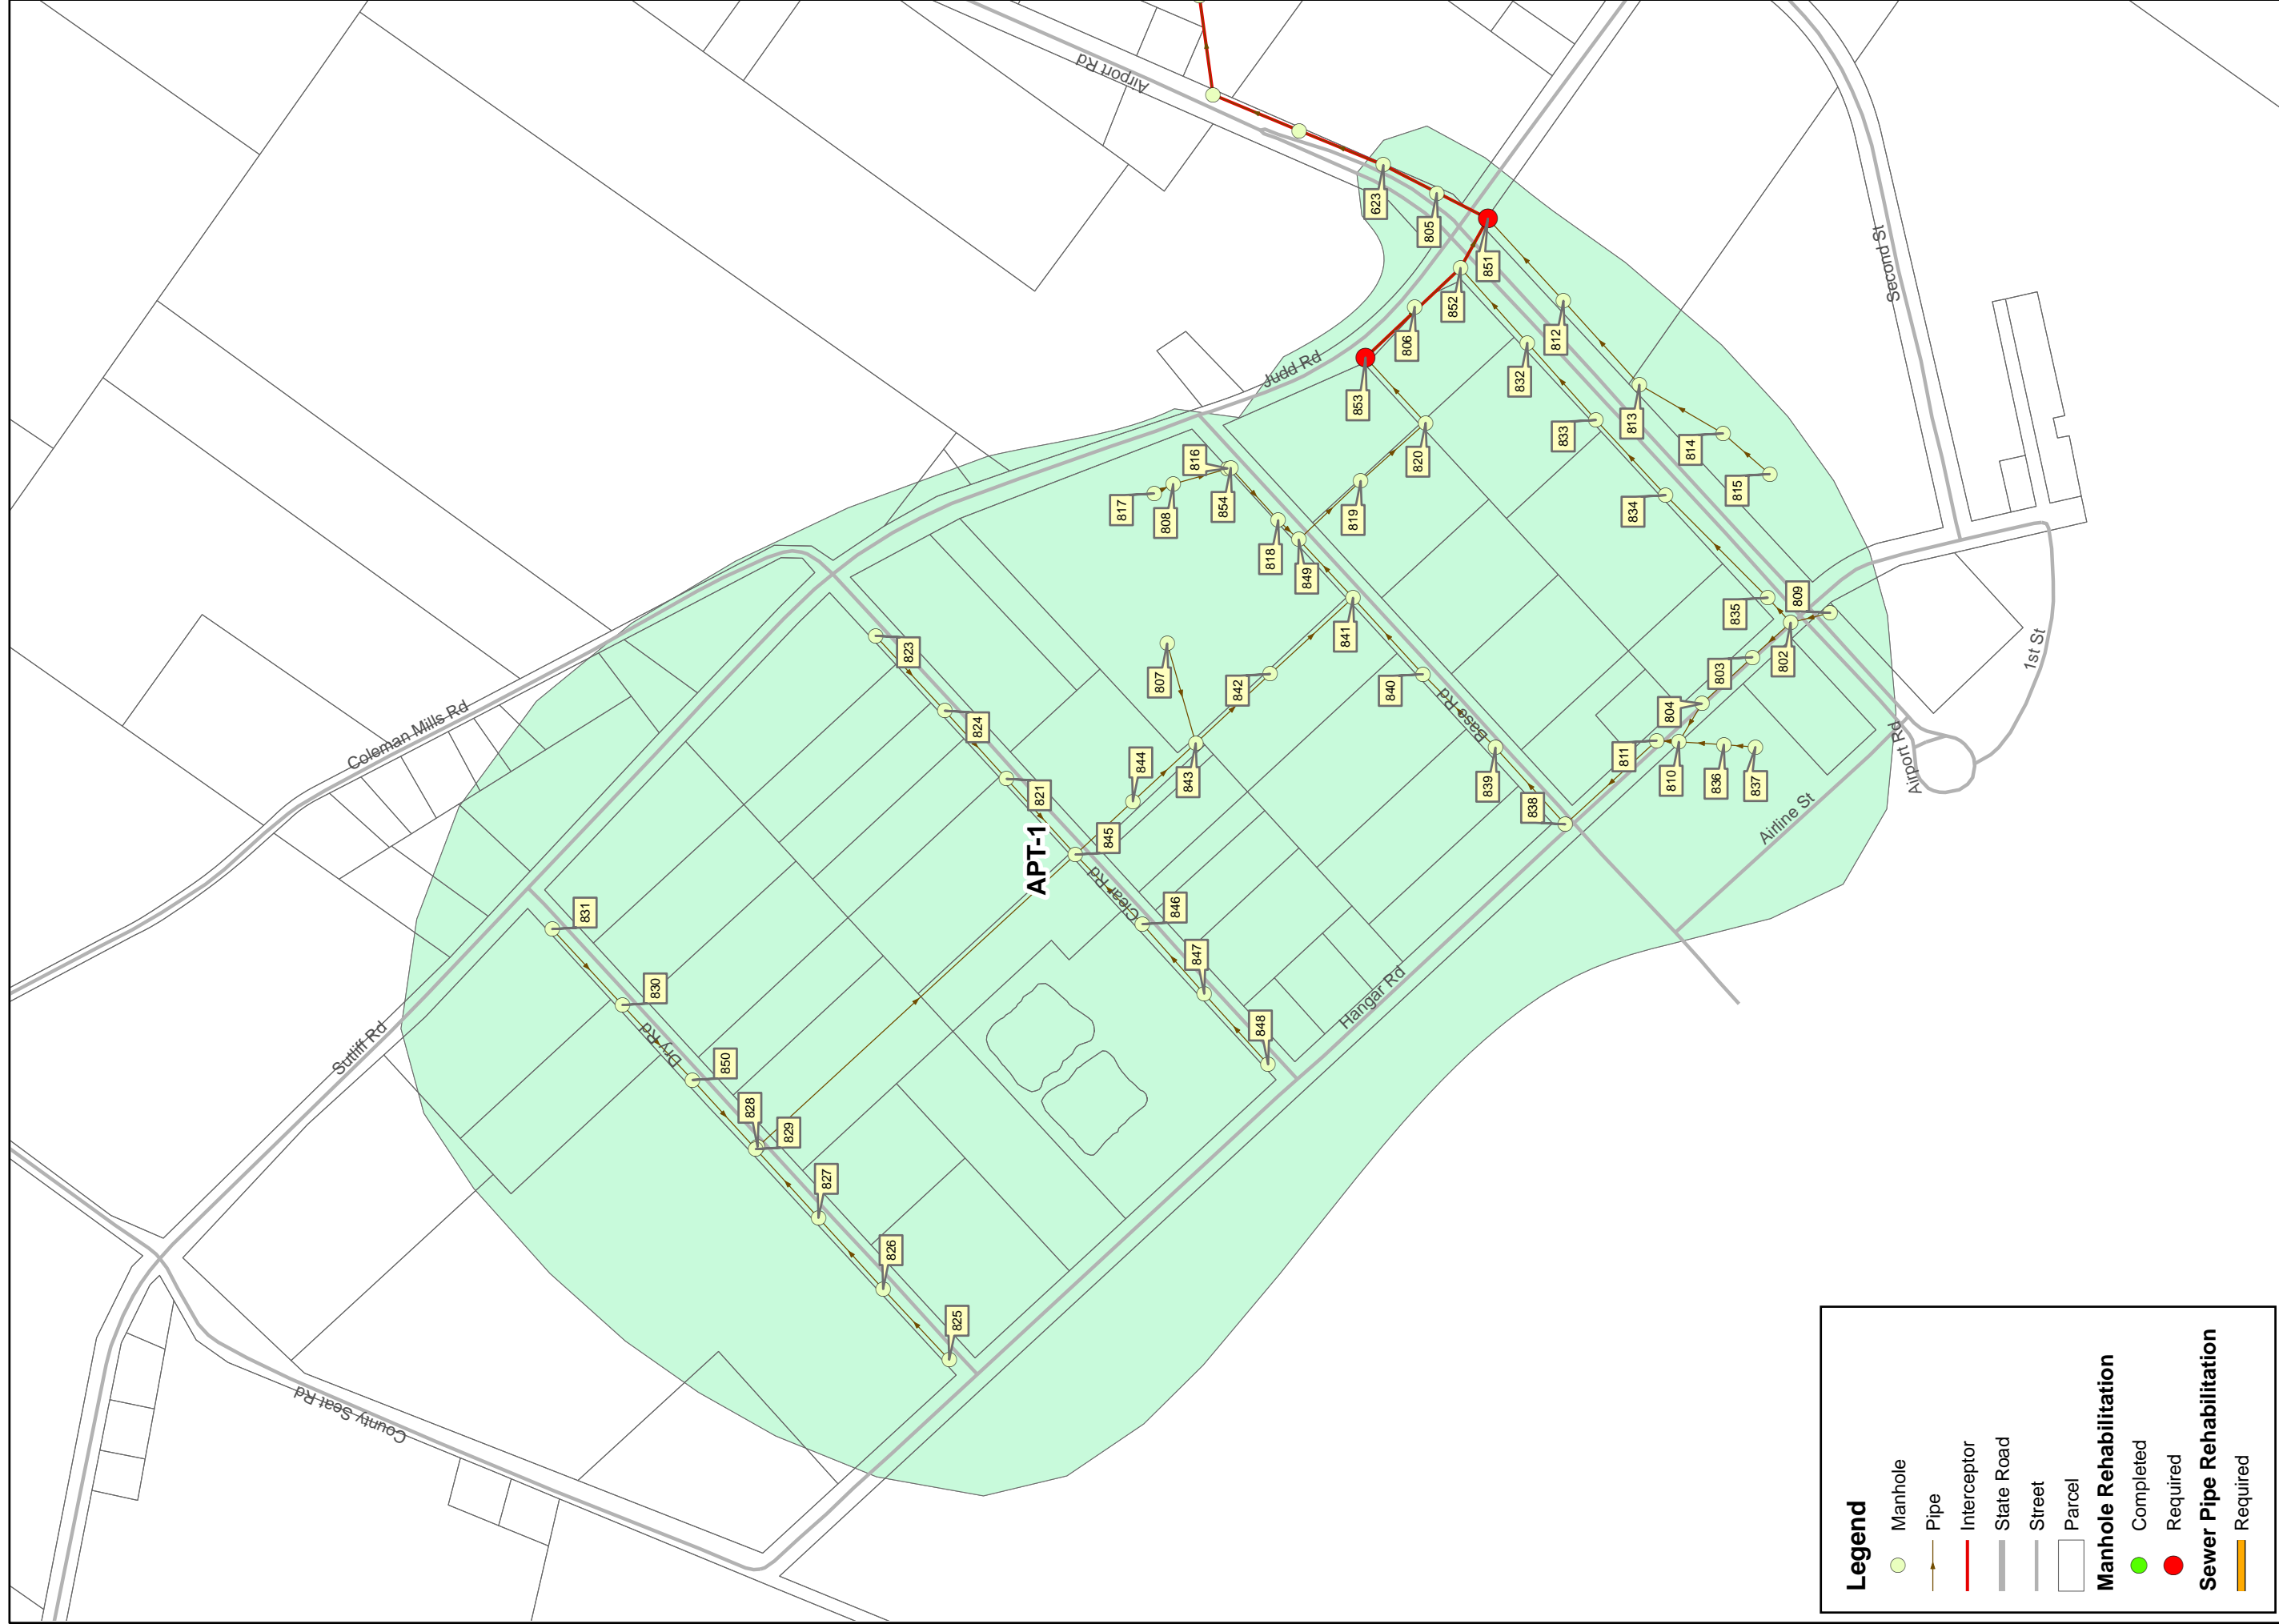 Airport Rd
623
805
851
852
806
853
812
832
813
833
814
815
834
820
819
816
817
808
854
818
849
841
842
807
840
839
838
835
809
802
803
804
811
810
836
837
843
844
845
821
824
823
846
847
848
831
830
850
828
829
827
826
825
APT-1
Judd Rd
Second St
1st St
Airport Rd
Airline St
Base Rd
Clear Rd
Dry Rd
Hangar Rd
Coleman Mills Rd
Sutliff Rd
County Seat Rd
Legend
Manhole
Pipe
Interceptor
State Road
Street
Parcel
Manhole Rehabilitation
Completed
Required
Sewer Pipe Rehabilitation
Required